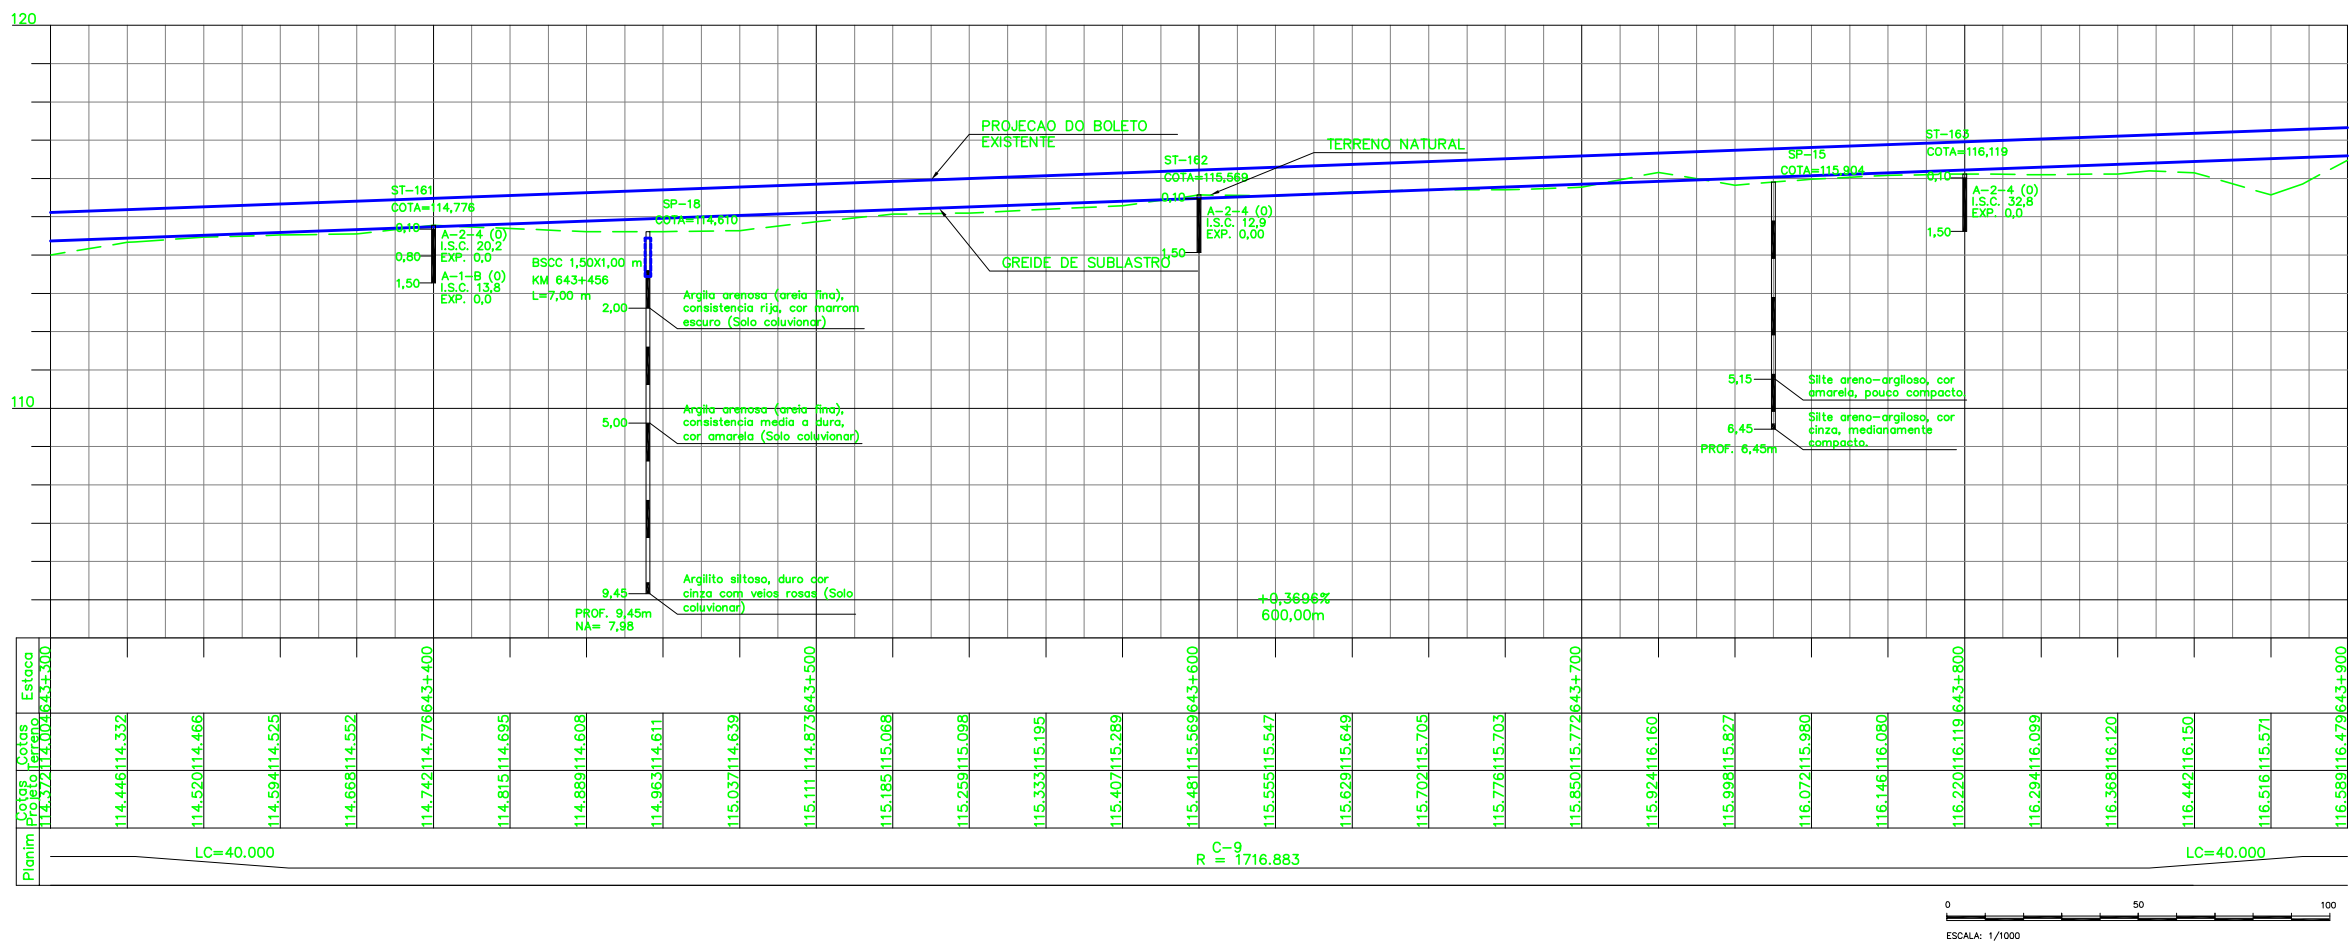 120
PROJECAO DO BOLETO
EXISTENTE
TERRENO NATURAL
ST-161
COTA=114,776
0,10
A-2-4 (0)
I.S.C. 20,2
EXP. 0,0
0,80
A-1-B (0)
I.S.C. 13,8
EXP. 0,0
1,50
SP-18
COTA=114,610
BSCC 1,50X1,00 m
KM 643+456
L=7,00 m
2,00
Argila arenosa (areia fina),
consistencia rija, cor marrom
escuro (Solo coluvionar)
5,00
Argila arenosa (areia fina),
consistencia media a dura,
cor amarela (Solo coluvionar)
9,45
Argilito siltoso, duro cor
cinza com veios rosas (Solo
coluvionar)
PROF. 9,45m
NA= 7,98
ST-162
COTA=115,569
0,10
A-2-4 (0)
I.S.C. 12,9
EXP. 0,00
1,50
GREIDE DE SUBLASTRO
SP-15
COTA=115,904
5,15
Silte areno-argiloso, cor
amarela, pouco compacto.
6,45
Silte areno-argiloso, cor
cinza, medianamente
compacto.
PROF. 6,45m
ST-163
COTA=116,119
0,10
A-2-4 (0)
I.S.C. 32,8
EXP. 0,0
1,50
110
+0,3696%
600,00m
Estaca
643+300 643+400 643+500 643+600 643+700 643+800 643+900
Cotas
Terreno
114.004 114.332 114.466 114.525 114.552 114.776 114.695 114.608 114.611 114.639 114.873 115.068 115.098 115.195 115.289 115.569 115.547 115.649 115.705 115.703 115.772 116.160 115.827 115.980 116.080 116.119 116.099 116.120 116.150 115.571 116.479
Cotas
Projeto
114.372 114.446 114.520 114.594 114.668 114.742 114.815 114.889 114.963 115.037 115.111 115.185 115.259 115.333 115.407 115.481 115.555 115.629 115.702 115.776 115.850 115.924 115.998 116.072 116.146 116.220 116.294 116.368 116.442 116.516 116.589
Planim
LC=40.000
C-9
R = 1716.883
LC=40.000
0 50 100
ESCALA: 1/1000